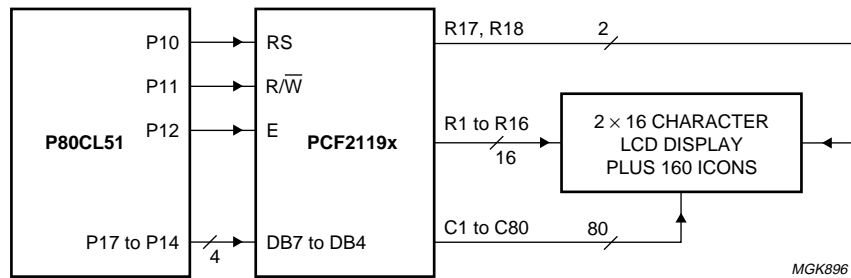 P80CL51
P10
P11
P12
P17 to P14
4
RS
R/W̅
E
DB7 to DB4
PCF2119x
R17, R18
2
R1 to R16
16
C1 to C80
80
2 × 16 CHARACTER
LCD DISPLAY
PLUS 160 ICONS
MGK896